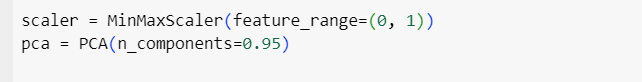 scaler = MinMaxScaler(feature_range=(0, 1))
pca = PCA(n_components=0.95)